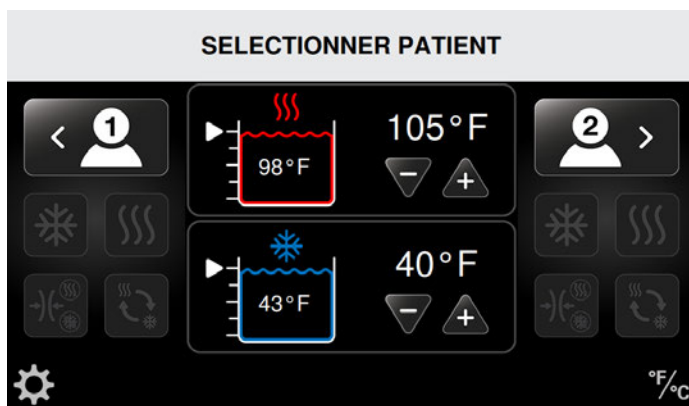 SELECTIONNER PATIENT
1
98°F
105°F
2
43°F
40°F
°F/°C